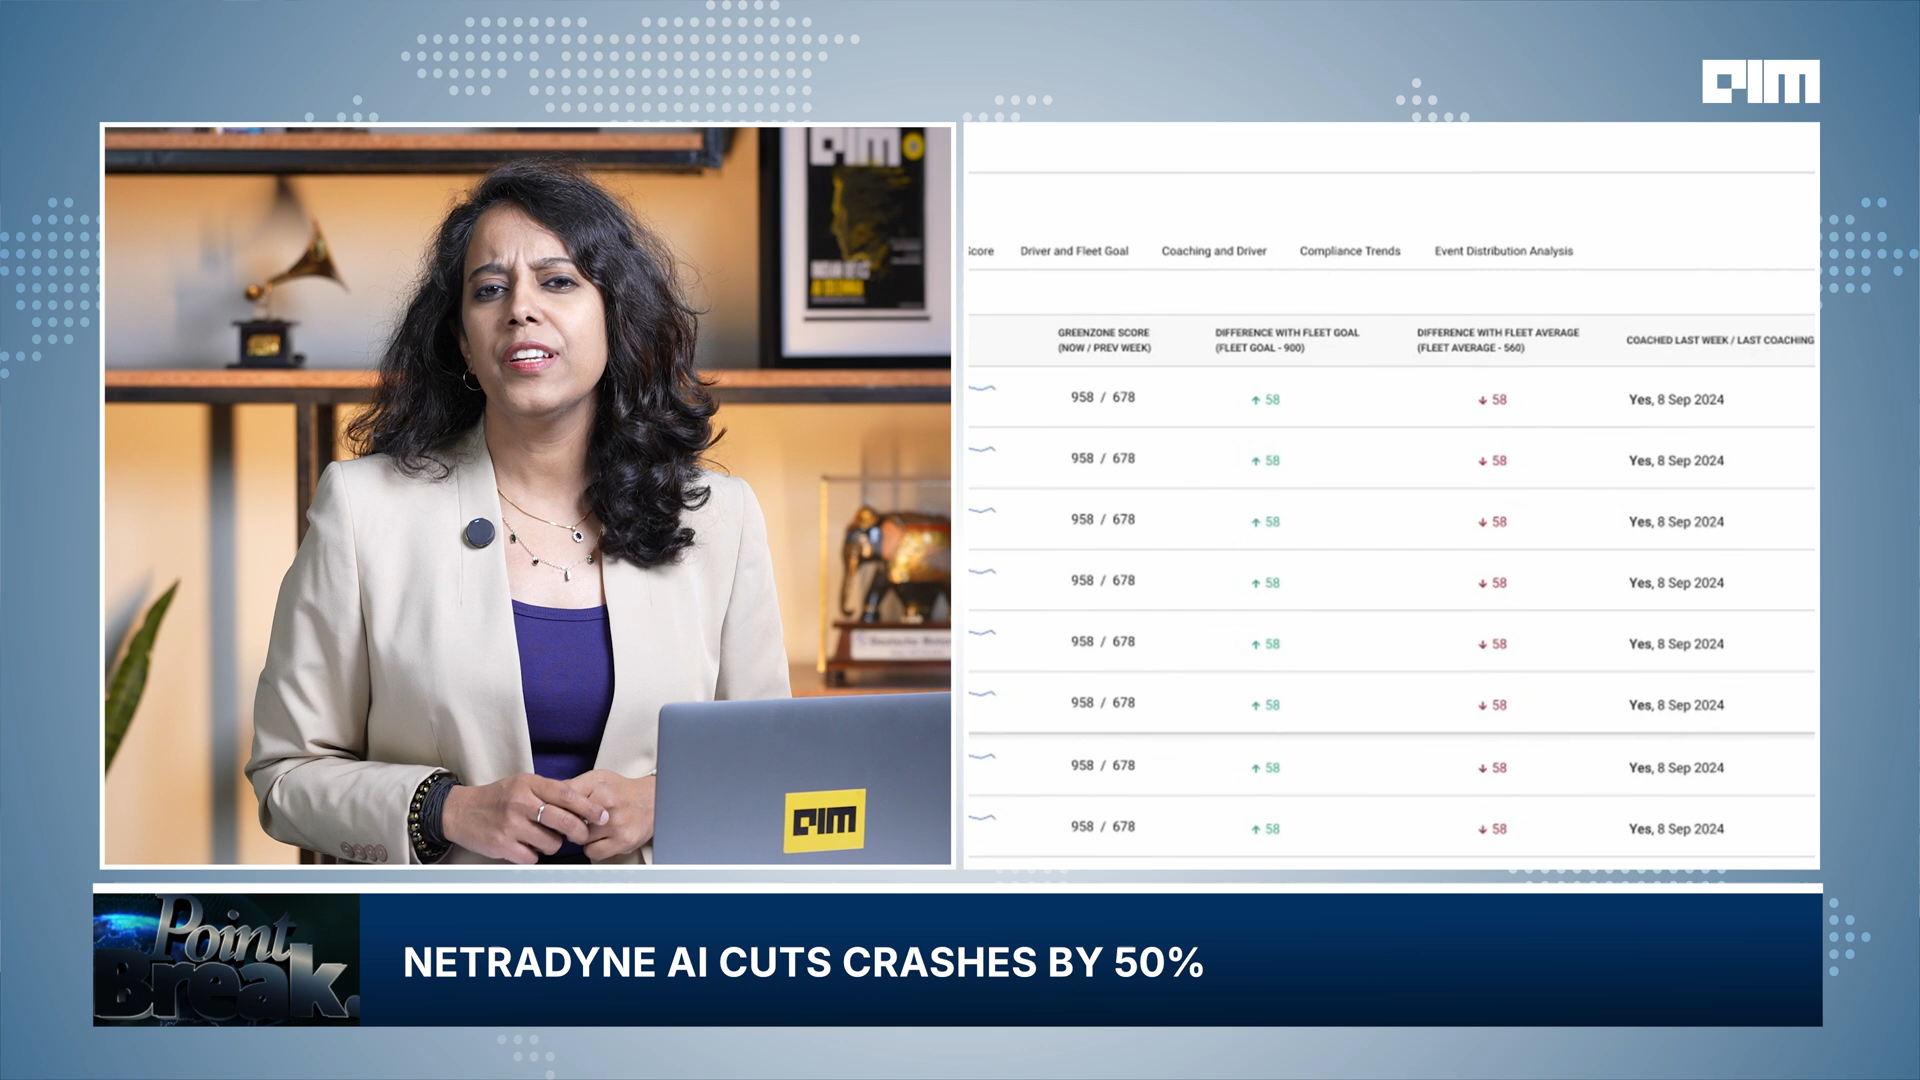 AIM
AIM
Score Driver and Fleet Goal Coaching and Driver Compliance Trends Event Distribution Analysis
GREENZONE SCORE
(NOW / PREV WEEK)
DIFFERENCE WITH FLEET GOAL
(FLEET GOAL - 900)
DIFFERENCE WITH FLEET AVERAGE
(FLEET AVERAGE - 560)
COACHED LAST WEEK / LAST COACHING
958 / 678 ↑ 58 ↓ 58 Yes, 8 Sep 2024
958 / 678 ↑ 58 ↓ 58 Yes, 8 Sep 2024
958 / 678 ↑ 58 ↓ 58 Yes, 8 Sep 2024
958 / 678 ↑ 58 ↓ 58 Yes, 8 Sep 2024
958 / 678 ↑ 58 ↓ 58 Yes, 8 Sep 2024
958 / 678 ↑ 58 ↓ 58 Yes, 8 Sep 2024
958 / 678 ↑ 58 ↓ 58 Yes, 8 Sep 2024
958 / 678 ↑ 58 ↓ 58 Yes, 8 Sep 2024
AIM
Point
Break.
NETRADYNE AI CUTS CRASHES BY 50%